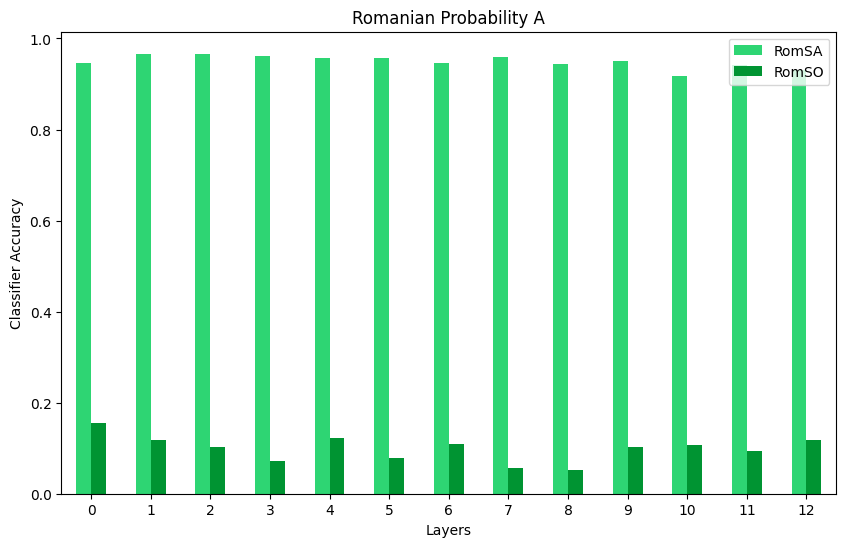 Romanian Probability A
1.0
RomSA
RomSO
0.8
0.6
0.4
0.2
0.0
Classifier Accuracy
0 1 2 3 4 5 6 7 8 9 10 11 12
Layers